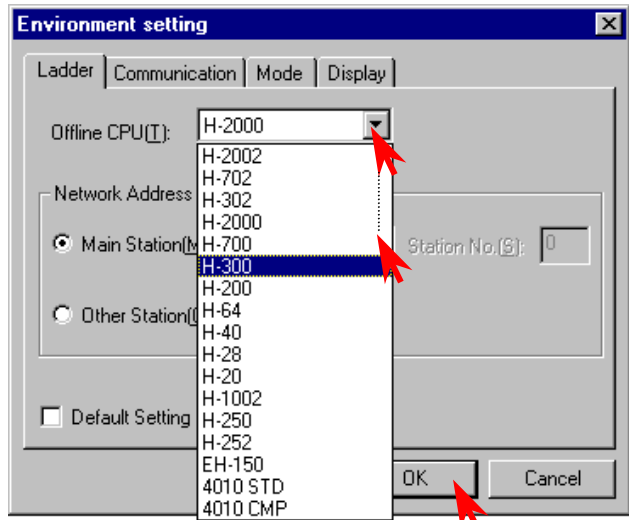 Environment setting
Ladder Communication Mode Display
Offline CPU(T): H-2000
H-2002
H-702
H-302
H-2000
H-700
H-300
H-200
H-64
H-40
H-28
H-20
H-1002
H-250
H-252
EH-150
4010 STD
4010 CMP
Network Address
Main Station(M
Station No.(S): 0
Other Station(
Default Setting
OK Cancel